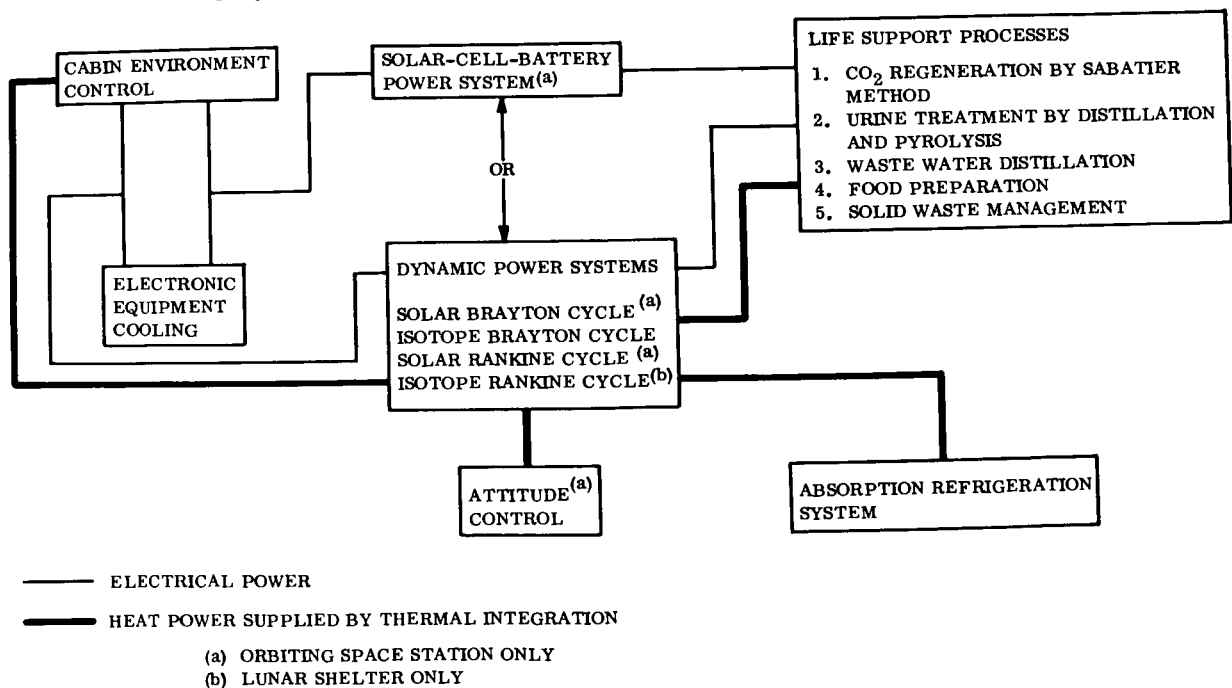 CABIN ENVIRONMENT
CONTROL
SOLAR-CELL-BATTERY
POWER SYSTEM(a)
LIFE SUPPORT PROCESSES
1. CO2 REGENERATION BY SABATIER
METHOD
2. URINE TREATMENT BY DISTILLATION
AND PYROLYSIS
3. WASTE WATER DISTILLATION
4. FOOD PREPARATION
5. SOLID WASTE MANAGEMENT
OR
ELECTRONIC
EQUIPMENT
COOLING
DYNAMIC POWER SYSTEMS
SOLAR BRAYTON CYCLE (a)
ISOTOPE BRAYTON CYCLE
SOLAR RANKINE CYCLE (a)
ISOTOPE RANKINE CYCLE(b)
ATTITUDE(a)
CONTROL
ABSORPTION REFRIGERATION
SYSTEM
ELECTRICAL POWER
HEAT POWER SUPPLIED BY THERMAL INTEGRATION
(a) ORBITING SPACE STATION ONLY
(b) LUNAR SHELTER ONLY